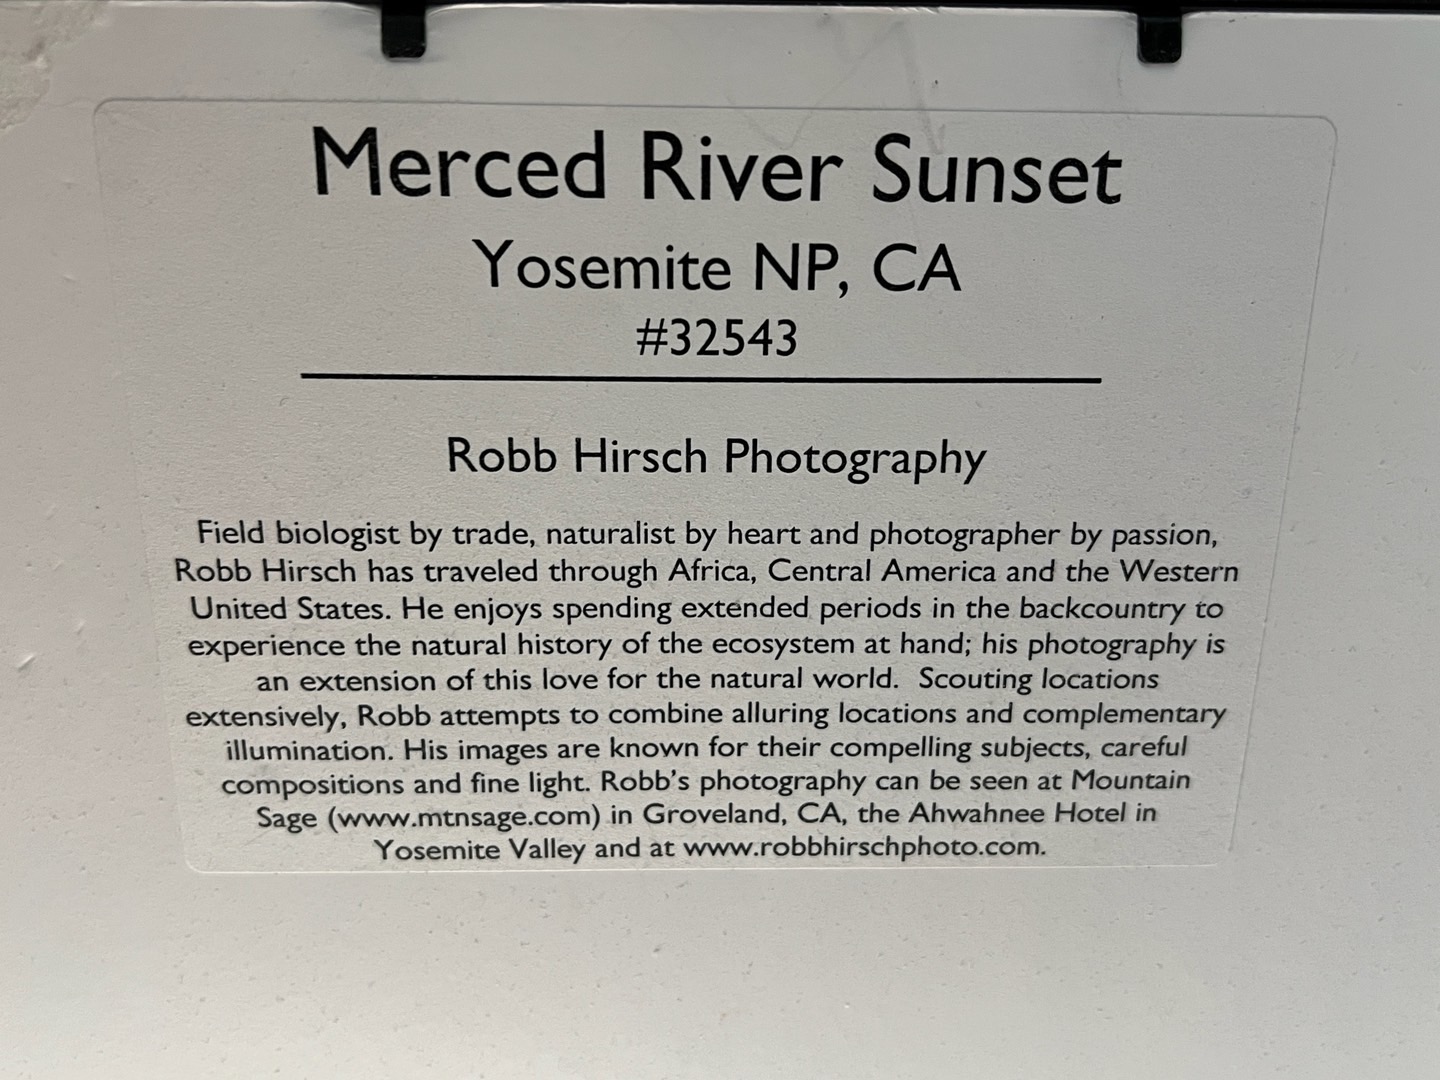 Merced River Sunset
Yosemite NP, CA
#32543
Robb Hirsch Photography
Field biologist by trade, naturalist by heart and photographer by passion,
Robb Hirsch has traveled through Africa, Central America and the Western
United States. He enjoys spending extended periods in the backcountry to
experience the natural history of the ecosystem at hand; his photography is
an extension of this love for the natural world.  Scouting locations
extensively, Robb attempts to combine alluring locations and complementary
illumination. His images are known for their compelling subjects, careful
compositions and fine light. Robb's photography can be seen at Mountain
Sage (www.mtnsage.com) in Groveland, CA, the Ahwahnee Hotel in
Yosemite Valley and at www.robbhirschphoto.com.